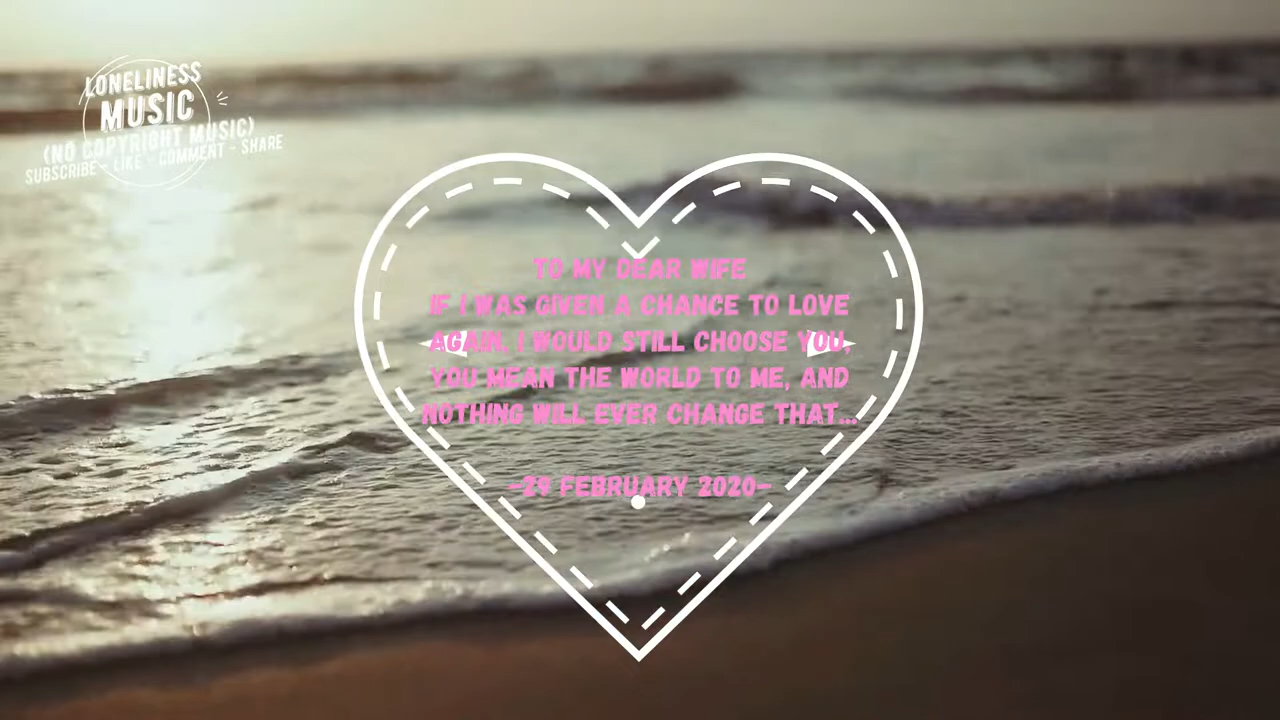 LONELINESS
MUSIC
(NO COPYRIGHT MUSIC)
SUBSCRIBE - LIKE - COMMENT - SHARE
TO MY DEAR WIFE
IF I WAS GIVEN A CHANCE TO LOVE
AGAIN, I WOULD STILL CHOOSE YOU,
YOU MEAN THE WORLD TO ME, AND
NOTHING WILL EVER CHANGE THAT...
-29 FEBRUARY 2020-